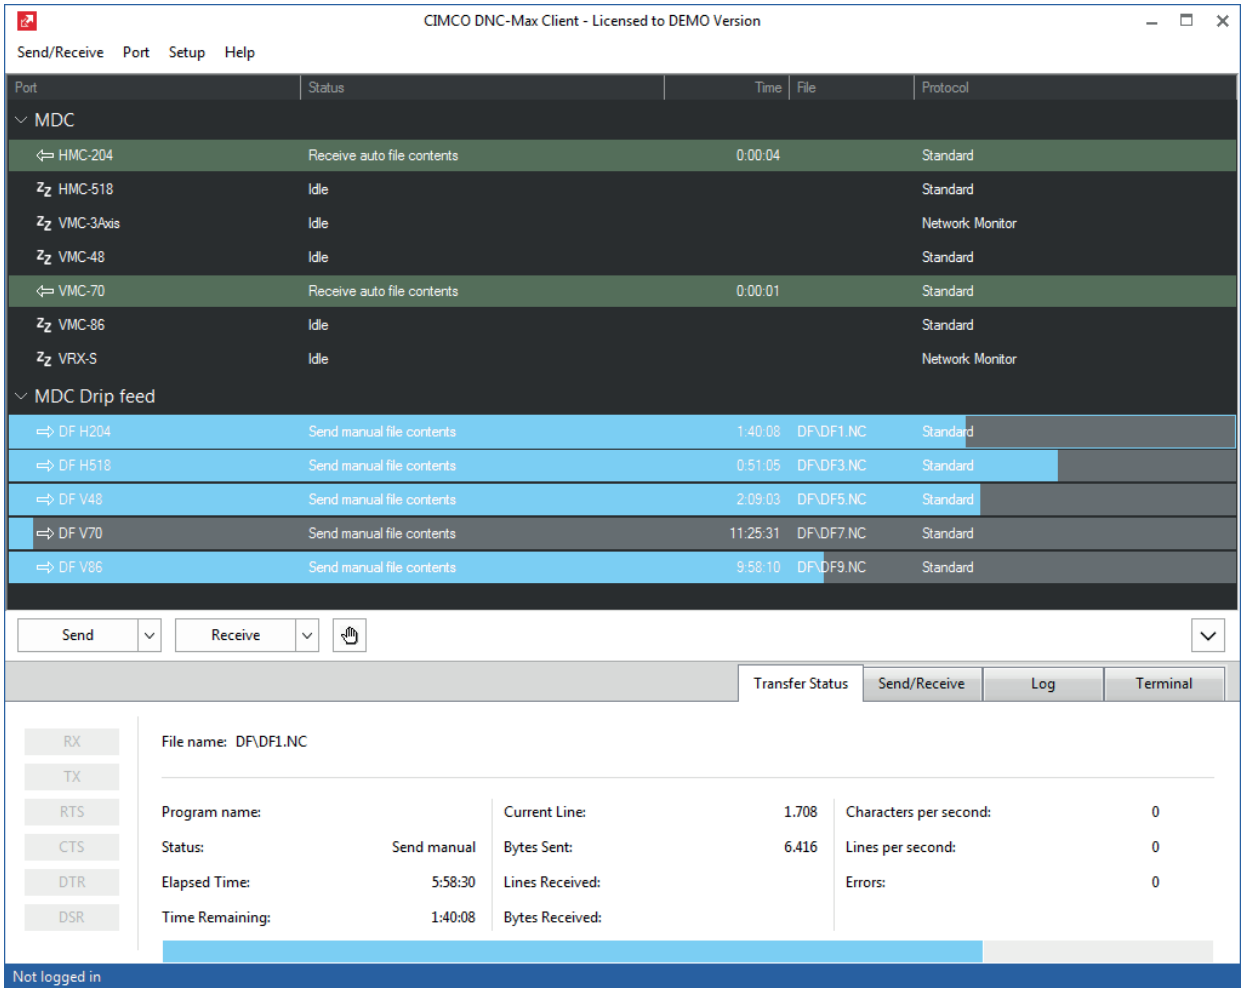 CIMCO DNC-Max Client - Licensed to DEMO Version
Send/Receive Port Setup Help
Port Status Time File Protocol
MDC
HMC-204 Receive auto file contents 0:00:04 Standard
zZ HMC-518 Idle Standard
zZ VMC-3Axis Idle Network Monitor
zZ VMC-48 Idle Standard
VMC-70 Receive auto file contents 0:00:01 Standard
zZ VMC-86 Idle Standard
zZ VRX-S Idle Network Monitor
MDC Drip feed
DF H204 Send manual file contents 1:40:08 DF\DF1.NC Standard
DF H518 Send manual file contents 0:51:05 DF\DF3.NC Standard
DF V48 Send manual file contents 2:09:03 DF\DF5.NC Standard
DF V70 Send manual file contents 11:25:31 DF\DF7.NC Standard
DF V86 Send manual file contents 9:58:10 DF\DF9.NC Standard
Send Receive
Transfer Status Send/Receive Log Terminal
RX File name: DF\DF1.NC
TX
RTS Program name: Current Line: 1.708 Characters per second: 0
CTS Status: Send manual Bytes Sent: 6.416 Lines per second: 0
DTR Elapsed Time: 5:58:30 Lines Received: Errors: 0
DSR Time Remaining: 1:40:08 Bytes Received:
Not logged in